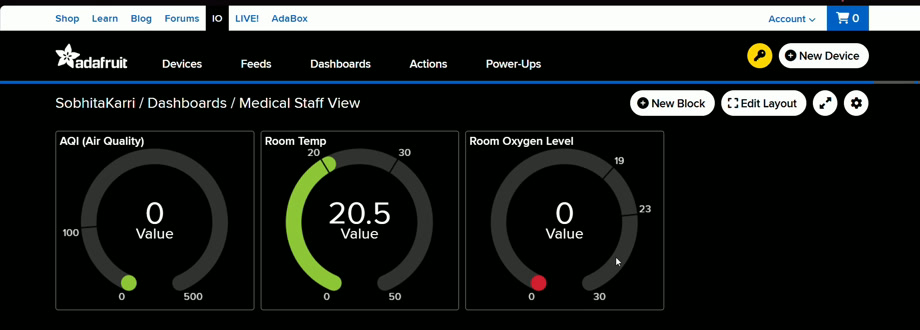 Shop Learn Blog Forums IO LIVE! AdaBox Account 0
adafruit Devices Feeds Dashboards Actions Power-Ups New Device
SobhitaKarri / Dashboards / Medical Staff View New Block Edit Layout
AQI (Air Quality)
100
0
Value
0 500
Room Temp
20 30
20.5
Value
0 50
Room Oxygen Level
19
23
0
Value
0 30